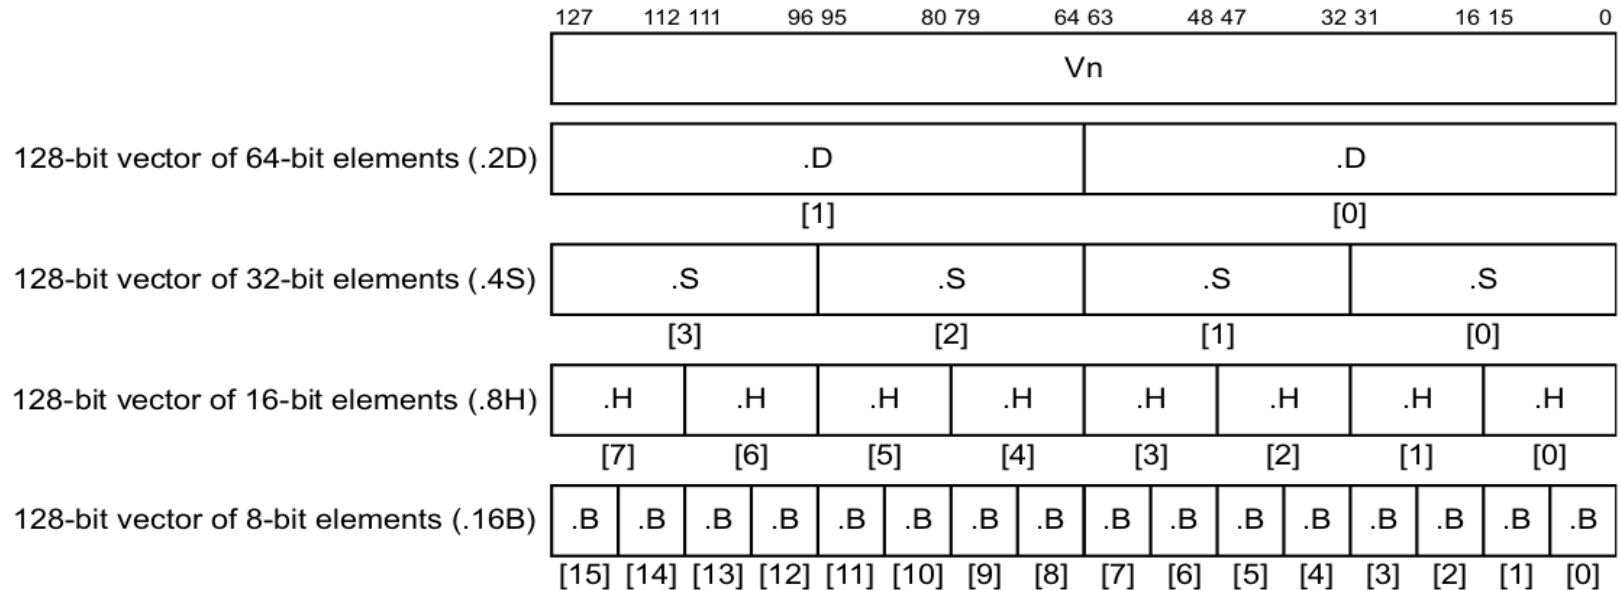 127 112 111 96 95 80 79 64 63 48 47 32 31 16 15 0
Vn
128-bit vector of 64-bit elements (.2D) .D .D
[1] [0]
128-bit vector of 32-bit elements (.4S) .S .S .S .S
[3] [2] [1] [0]
128-bit vector of 16-bit elements (.8H) .H .H .H .H .H .H .H .H
[7] [6] [5] [4] [3] [2] [1] [0]
128-bit vector of 8-bit elements (.16B) .B .B .B .B .B .B .B .B .B .B .B .B .B .B .B .B
[15] [14] [13] [12] [11] [10] [9] [8] [7] [6] [5] [4] [3] [2] [1] [0]